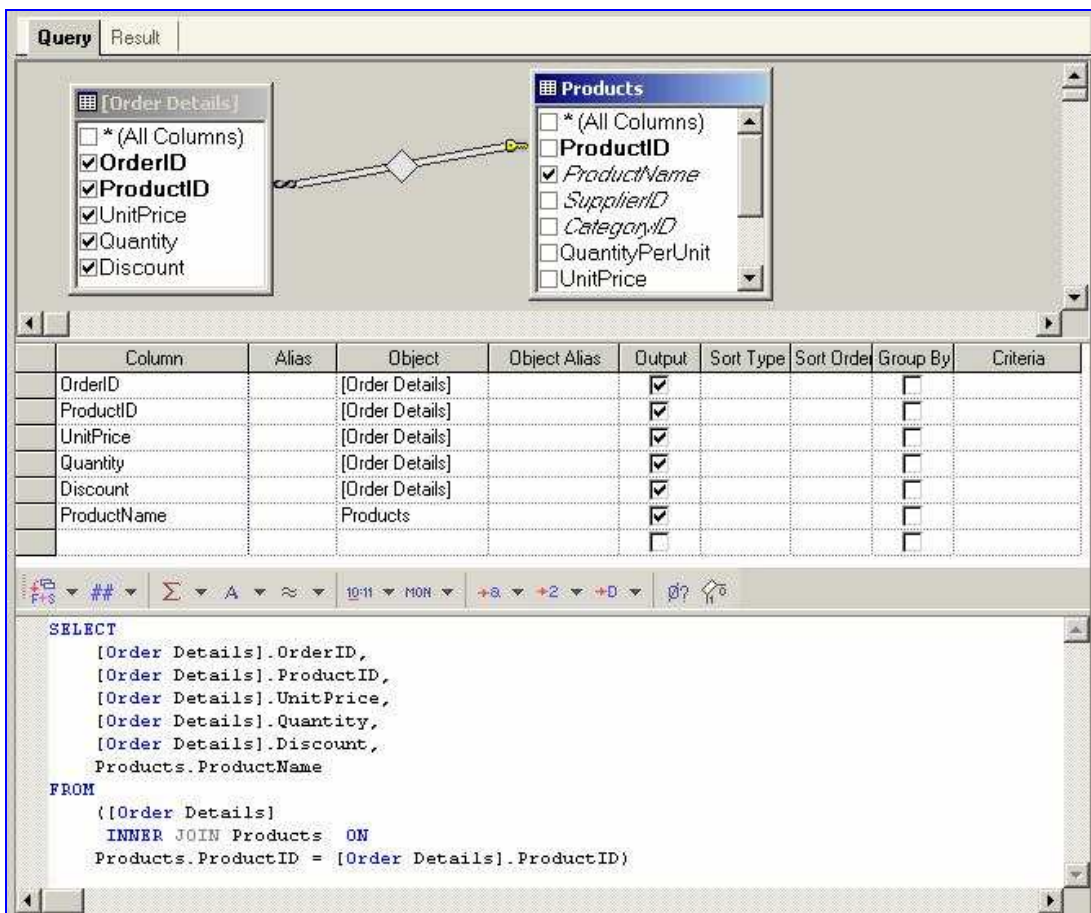 Query Result
[Order Details]
* (All Columns)
OrderID
ProductID
UnitPrice
Quantity
Discount
Products
* (All Columns)
ProductID
ProductName
SupplierID
CategoryID
QuantityPerUnit
UnitPrice
Column Alias Object Object Alias Output Sort Type Sort Order Group By Criteria
OrderID [Order Details]
ProductID [Order Details]
UnitPrice [Order Details]
Quantity [Order Details]
Discount [Order Details]
ProductName Products
F+S ## Σ A ≈ 10:11 MON +a +2 +D Ø?
SELECT
[Order Details].OrderID,
[Order Details].ProductID,
[Order Details].UnitPrice,
[Order Details].Quantity,
[Order Details].Discount,
Products.ProductName
FROM
([Order Details]
INNER JOIN Products ON
Products.ProductID = [Order Details].ProductID)